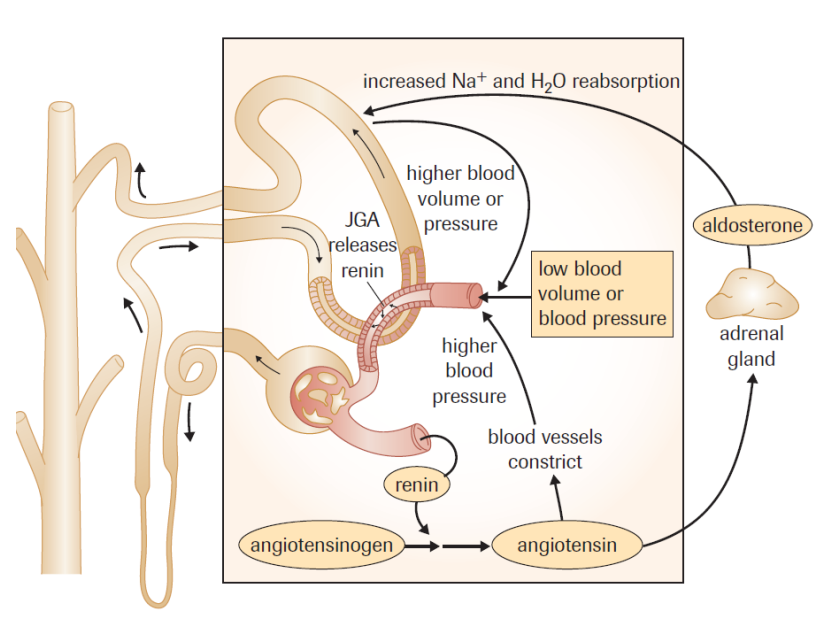 increased Na⁺ and H₂O reabsorption
higher blood
volume or
pressure
JGA
releases
renin
aldosterone
low blood
volume or
blood pressure
adrenal
gland
higher
blood
pressure
blood vessels
constrict
renin
angiotensinogen
angiotensin